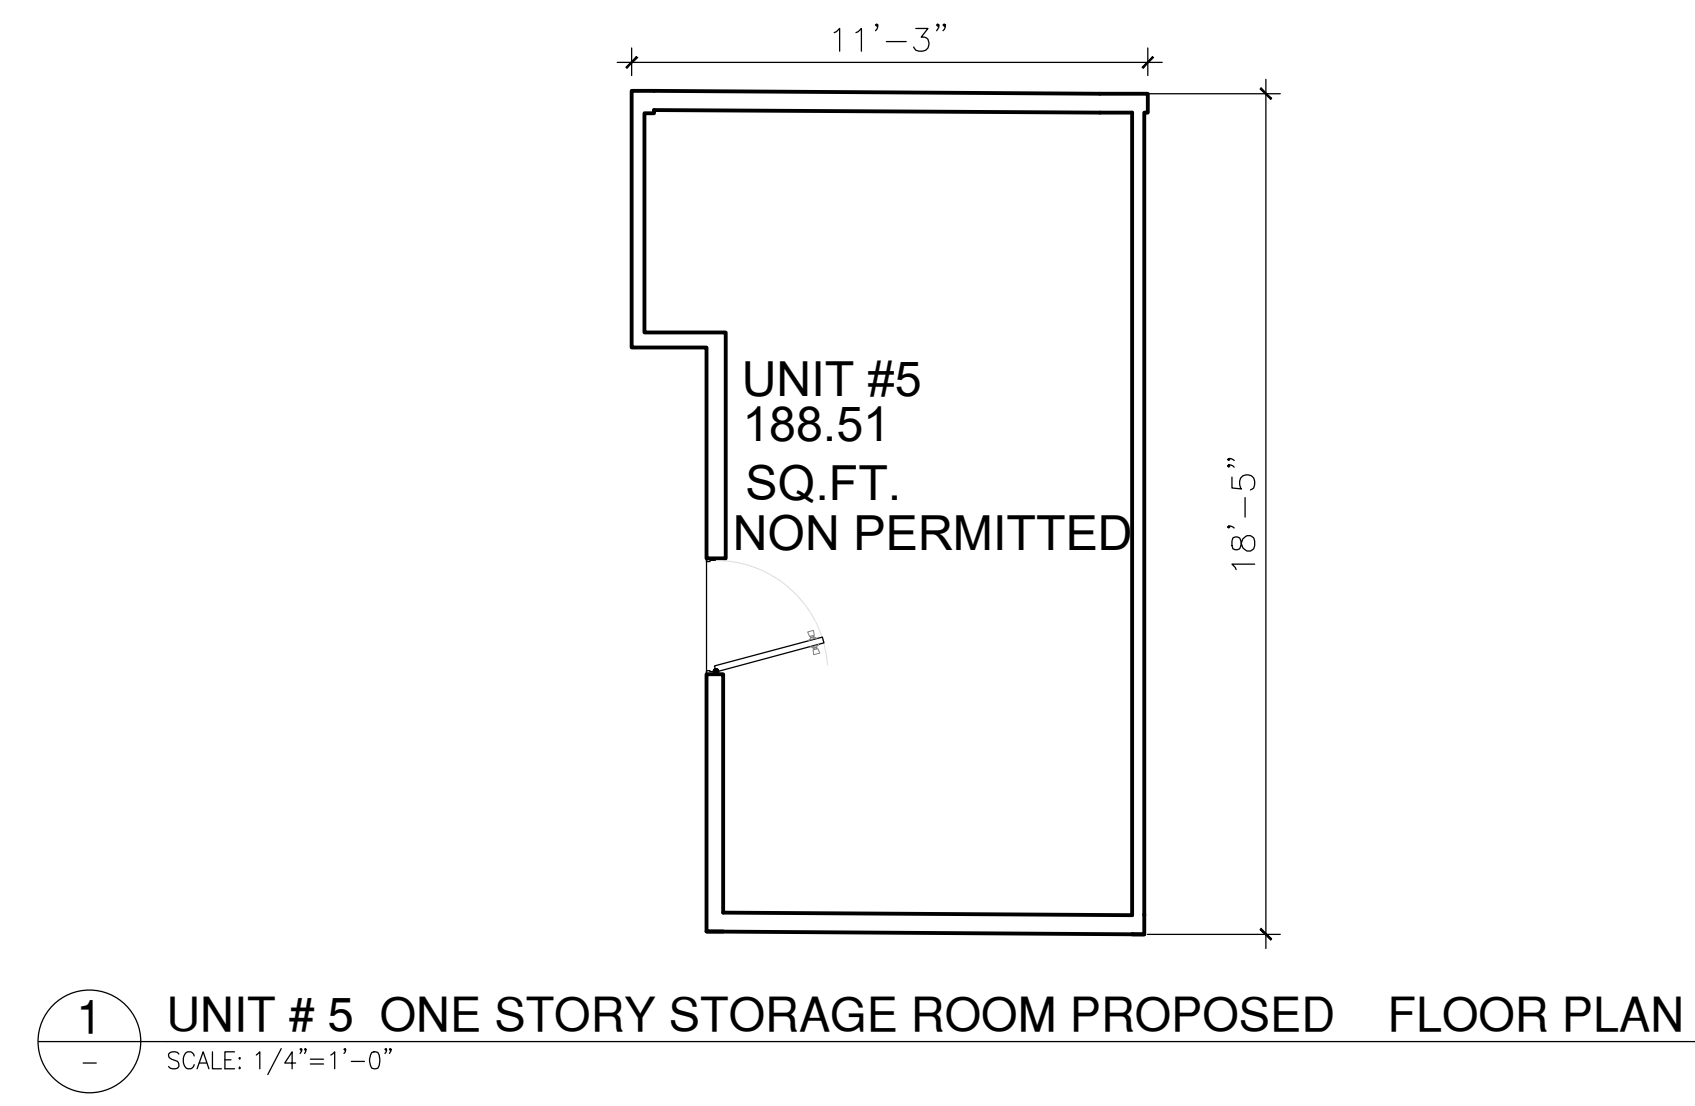 11'-3"
UNIT #5
188.51
SQ.FT.
NON PERMITTED
18'-5"
1
-
UNIT # 5 ONE STORY STORAGE ROOM PROPOSED FLOOR PLAN
SCALE: 1/4"=1'-0"